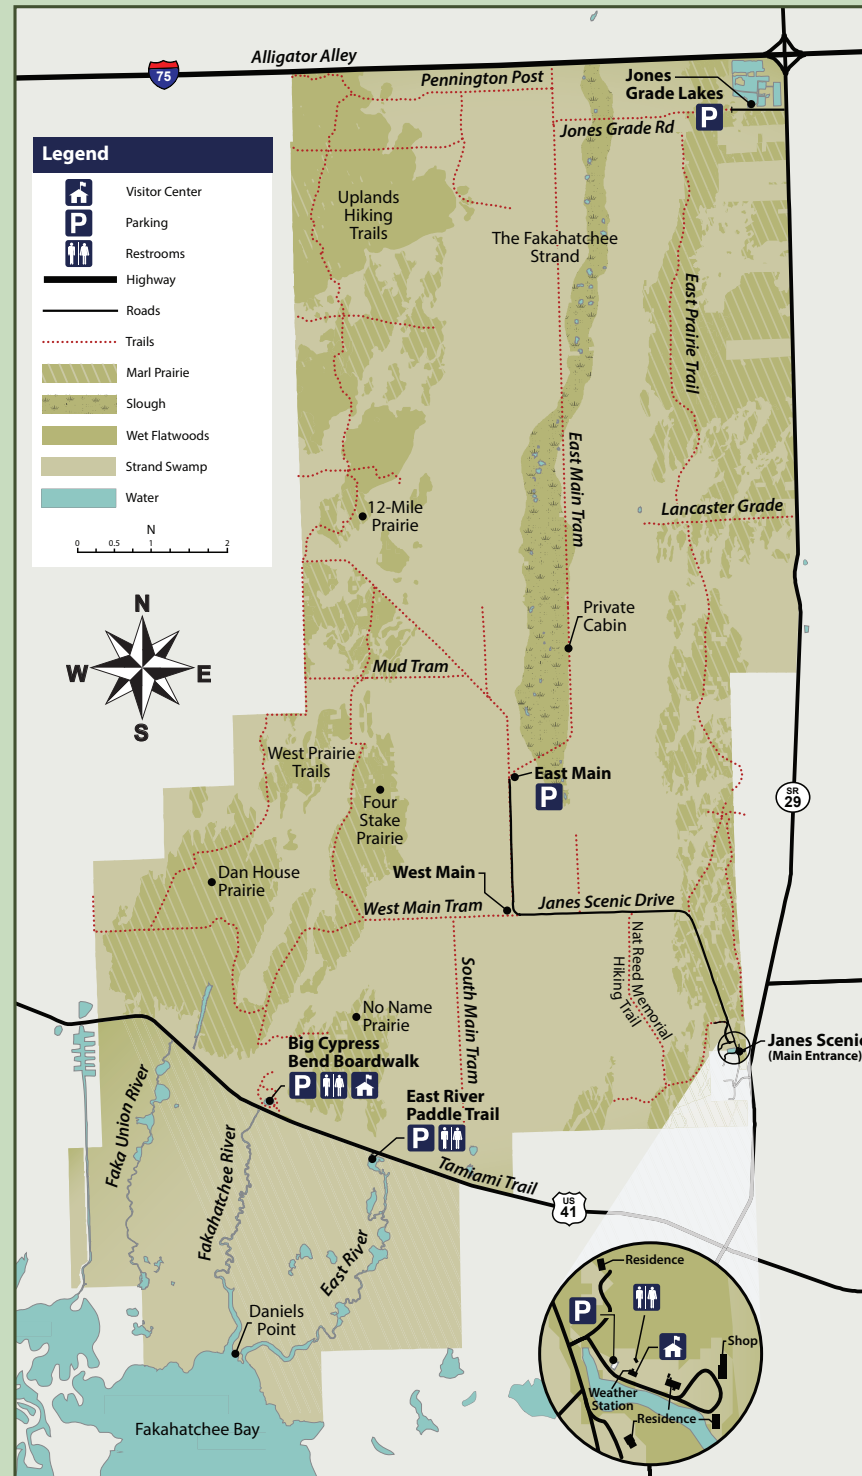 Alligator Alley
75
Pennington Post
Jones
Grade Lakes
P
Jones Grade Rd
Legend
Visitor Center
P
Parking
Restrooms
Highway
Roads
Trails
Marl Prairie
Slough
Wet Flatwoods
Strand Swamp
Water
N
0 0.5 1 2
Uplands
Hiking
Trails
The Fakahatchee
Strand
East Prairie Trail
East Main Tram
Lancaster Grade
12-Mile
Prairie
N
W E
S
Private
Cabin
Mud Tram
West Prairie
Trails
East Main
P
SR
29
Four
Stake
Prairie
Dan House
Prairie
West Main
West Main Tram
Janes Scenic Drive
Nat Reed Memorial
Hiking Trail
South Main Tram
No Name
Prairie
Janes Scenic
(Main Entrance)
Big Cypress
Bend Boardwalk
P
East River
Paddle Trail
P
Faka Union River
Fakahatchee River
East River
Tamiami Trail
US
41
Daniels
Point
Fakahatchee Bay
Residence
P
Shop
Weather
Station
Residence